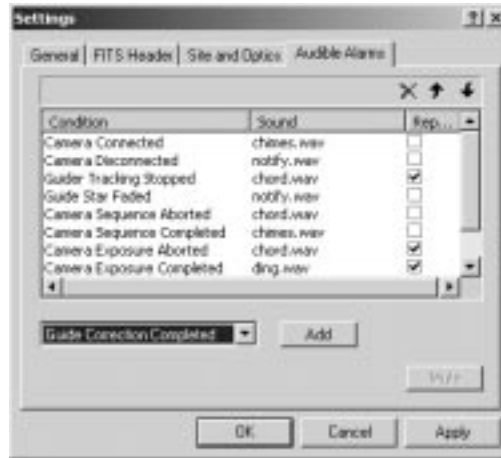 Settings
General FITS Header Site and Optics Audible Alarms
Condition Sound Rep...
Camera Connected chimes.wav
Camera Disconnected notify.wav
Guider Tracking Stopped chord.wav
Guide Star Faded notify.wav
Camera Sequence Aborted chord.wav
Camera Sequence Completed chimes.wav
Camera Exposure Aborted chord.wav
Camera Exposure Completed ding.wav
Guide Correction Completed Add
Mute
OK Cancel Apply